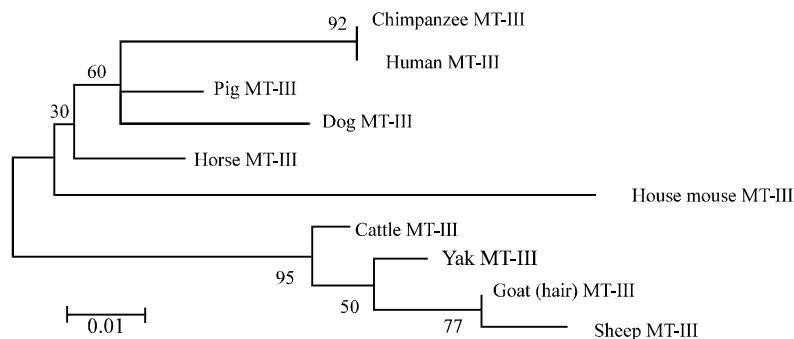 92 Chimpanzee MT-III
Human MT-III
60
Pig MT-III
30
Dog MT-III
Horse MT-III
House mouse MT-III
Cattle MT-III
95
Yak MT-III
50
Goat (hair) MT-III
77
Sheep MT-III
0.01